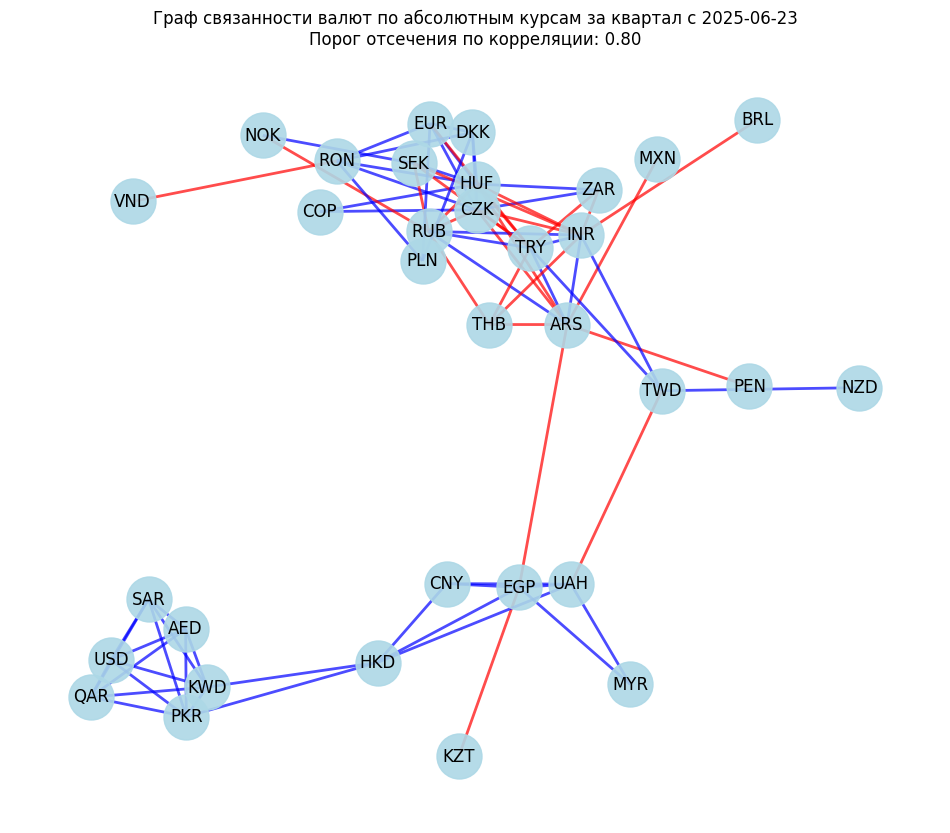 Граф связанности валют по абсолютным курсам за квартал с 2025-06-23
Порог отсечения по корреляции: 0.80
BRL
EUR
DKK
NOK
MXN
RON
SEK
HUF
ZAR
VND
COP
CZK
RUB
INR
TRY
PLN
THB
ARS
TWD
PEN
NZD
CNY
EGP
UAH
SAR
AED
USD
HKD
KWD
MYR
QAR
PKR
KZT